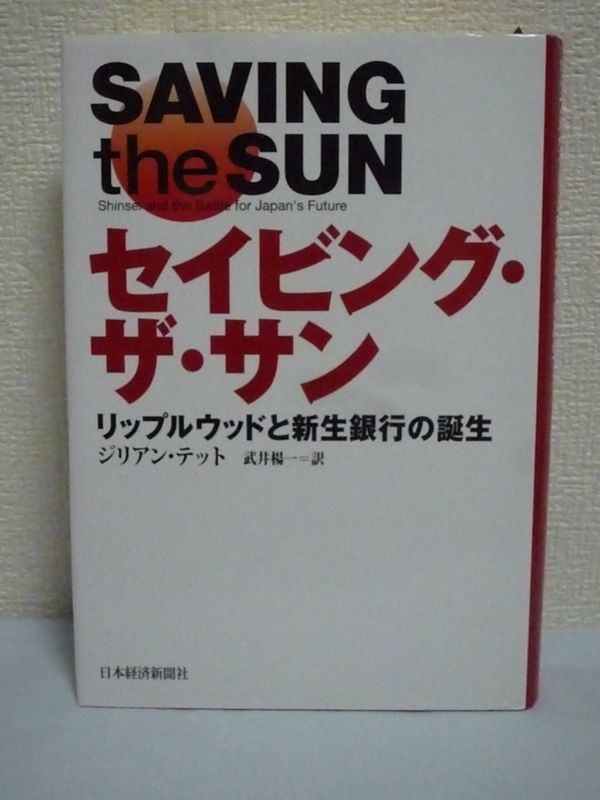 SAVING
the SUN
Shinsei and the Battle for Japan's Future
セイビング・
ザ・サン
リップルウッドと新生銀行の誕生
ジリアン・テット 武井楊一=訳
日本経済新聞社